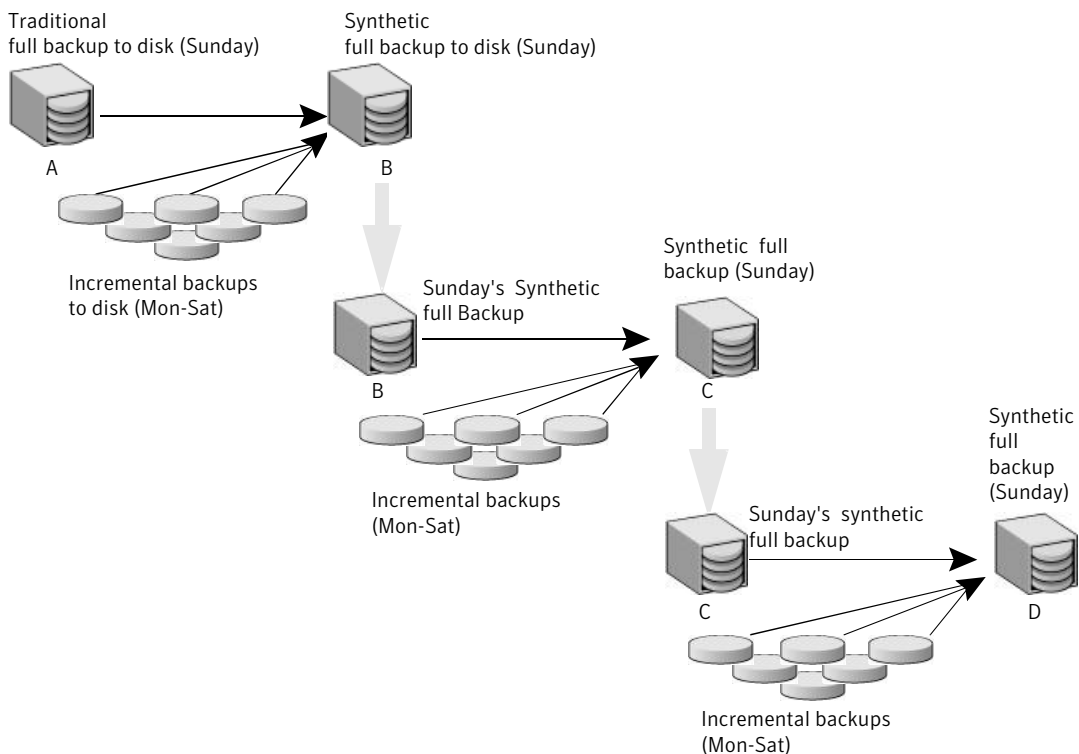 Traditional
full backup to disk (Sunday)
Synthetic
full backup to disk (Sunday)
A
B
Incremental backups
to disk (Mon-Sat)
Synthetic full
backup (Sunday)
Sunday's Synthetic
full Backup
B
C
Incremental backups
(Mon-Sat)
Synthetic
full
backup
(Sunday)
Sunday's synthetic
full backup
C
D
Incremental backups
(Mon-Sat)